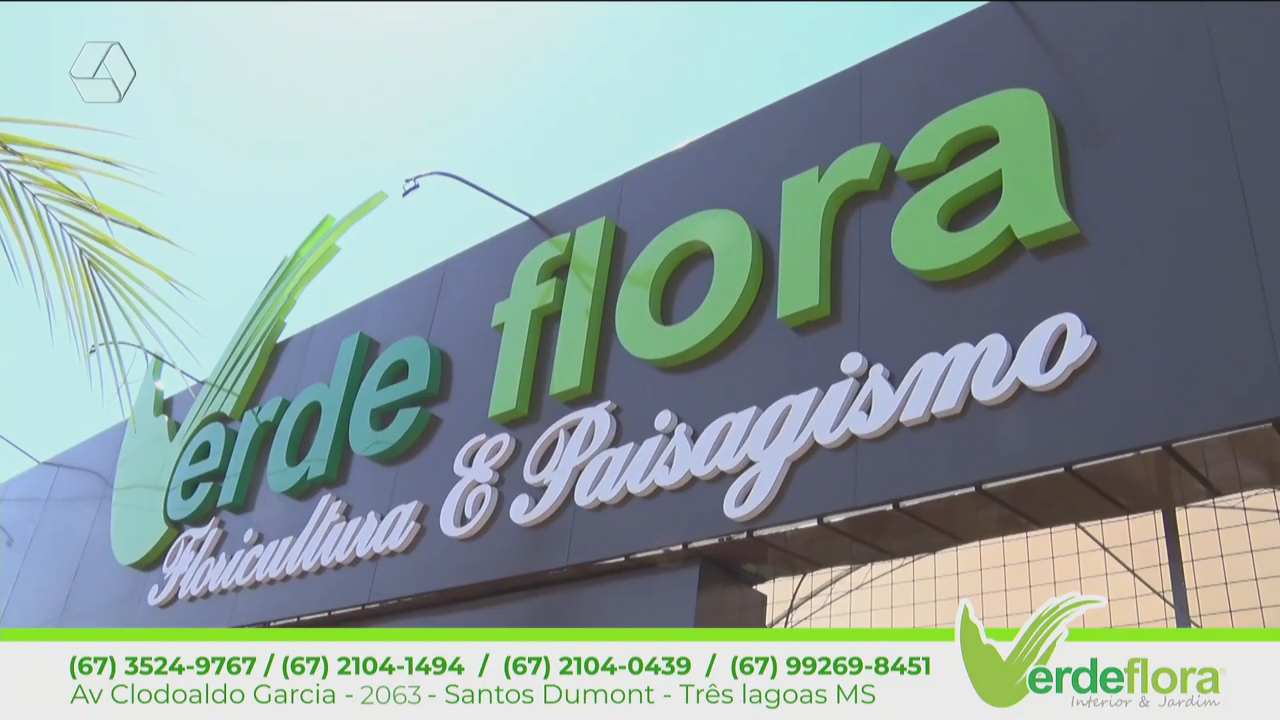 Verde flora
Floricultura E Paisagismo
(67) 3524-9767 / (67) 2104-1494 / (67) 2104-0439 / (67) 99269-8451
Av Clodoaldo Garcia - 2063 - Santos Dumont - Três lagoas MS
Verdeflora
Interior & Jardim